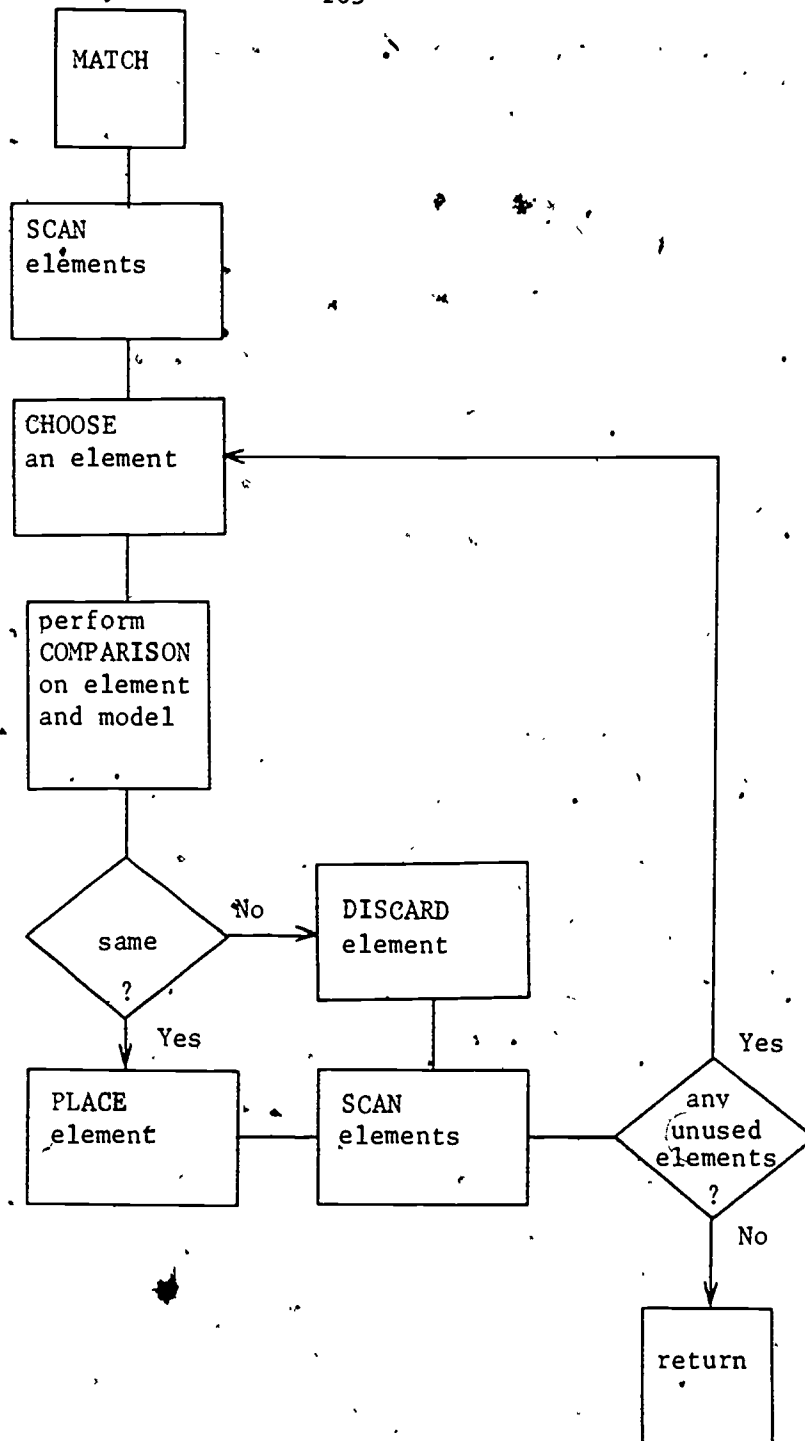 MATCH
SCAN
elements
CHOOSE
an element
perform
COMPARISON
on element
and model
same
?
No
DISCARD
element
Yes
PLACE
element
SCAN
elements
any
unused
elements
?
Yes
No
return